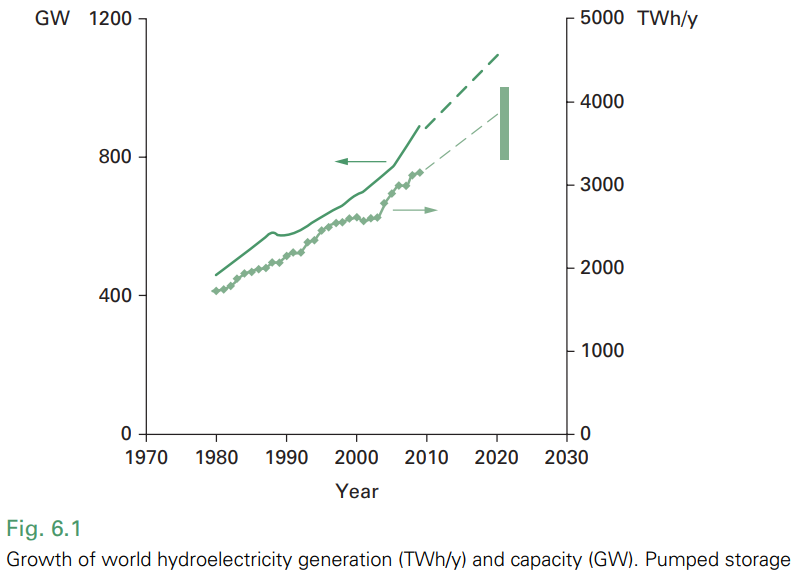 GW 1200 5000 TWh/y
4000
800
3000
2000
400
1000
0 0
1970 1980 1990 2000 2010 2020 2030
Year
Fig. 6.1
Growth of world hydroelectricity generation (TWh/y) and capacity (GW). Pumped storage